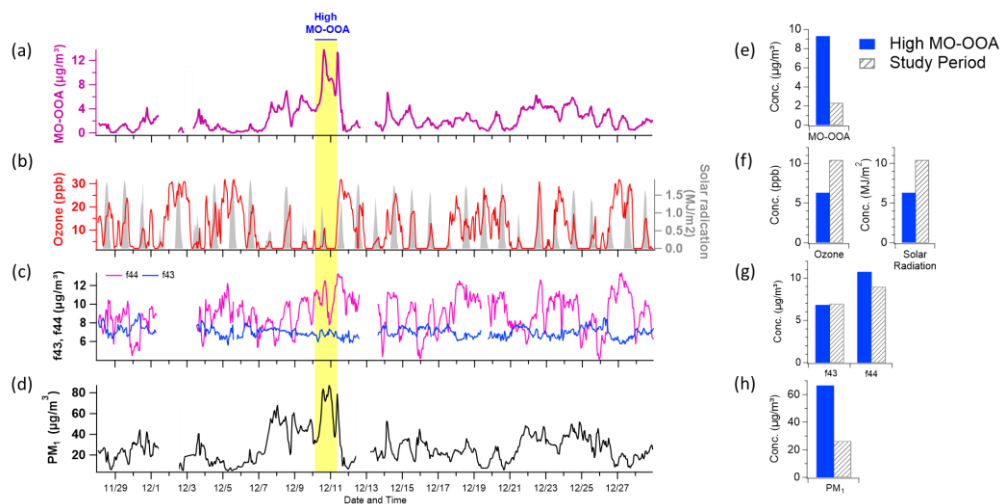 High
MO-OOA
(a)
MO-OOA (µg/m³)
12
8
4
0
(b)
Ozone (ppb)
30
20
10
Solar radication
(MJ/m2)
1.5
1.0
0.5
0.0
(c)
f43, f44 (µg/m³)
f44
f43
12
10
8
6
(d)
PM₁ (µg/m³)
80
60
40
20
11/29
12/1
12/3
12/5
12/7
12/9
12/11
12/13
12/15
12/17
12/19
12/21
12/23
12/25
12/27
Date and Time
(e)
Conc. (µg/m³)
10
8
6
4
2
0
MO-OOA
High MO-OOA
Study Period
(f)
Conc. (ppb)
10
5
0
Ozone
Conc. (MJ/m²)
10
5
0
Solar
Radiation
(g)
Conc. (µg/m³)
10
5
0
f43
f44
(h)
Conc. (µg/m³)
60
40
20
0
PM₁